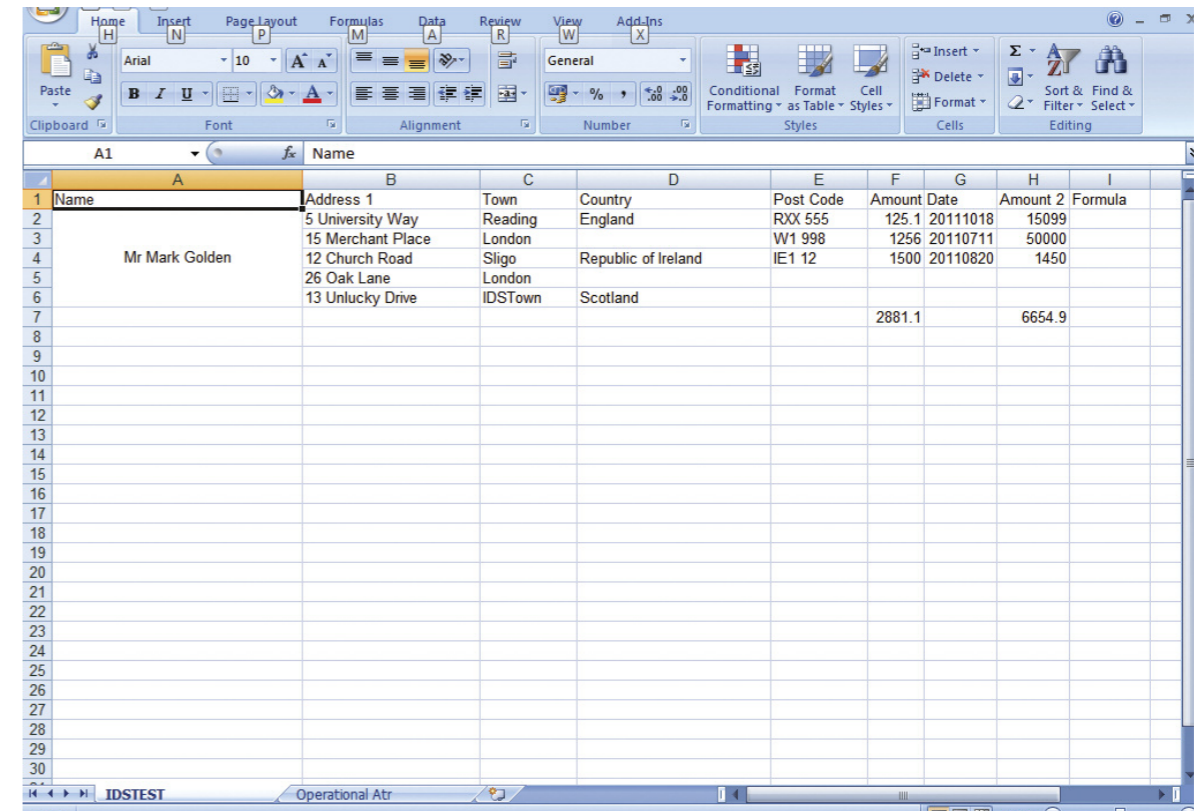 Home Insert Page Layout Formulas Data Review View Add-Ins
H N P M A R W X
Arial 10 A A General Insert Σ
Paste Delete
B I U A % , .0 .00 .00 .0 Conditional Formatting Format as Table Cell Styles Format Sort & Filter Find & Select
Clipboard Font Alignment Number Styles Cells Editing
A1 fx Name
A B C D E F G H I
1 Name Address 1 Town Country Post Code Amount Date Amount 2 Formula
2 5 University Way Reading England RXX 555 125.1 20111018 15099
3 15 Merchant Place London W1 998 1256 20110711 50000
4 Mr Mark Golden 12 Church Road Sligo Republic of Ireland IE1 12 1500 20110820 1450
5 26 Oak Lane London
6 13 Unlucky Drive IDSTown Scotland
7 2881.1 6654.9
8
9
10
11
12
13
14
15
16
17
18
19
20
21
22
23
24
25
26
27
28
29
30
IDSTEST Operational Atr